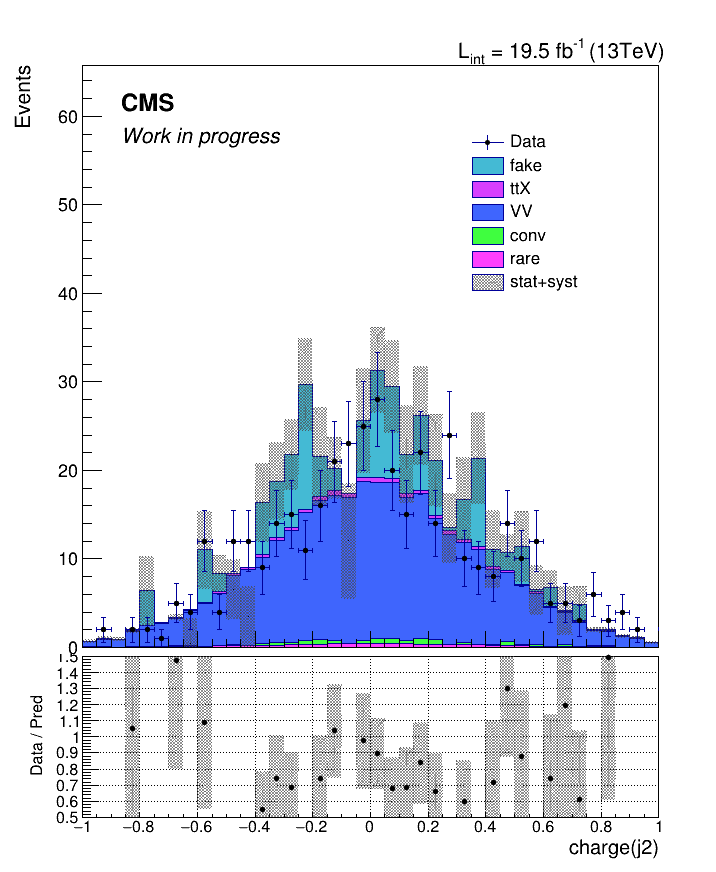 L_int = 19.5 fb^-1 (13TeV)
Events
CMS
Work in progress
Data
fake
ttX
VV
conv
rare
stat+syst
60
50
40
30
20
10
0
Data / Pred
1.5
1.4
1.3
1.2
1.1
1
0.9
0.8
0.7
0.6
0.5
−1 −0.8 −0.6 −0.4 −0.2 0 0.2 0.4 0.6 0.8 1
charge(j2)